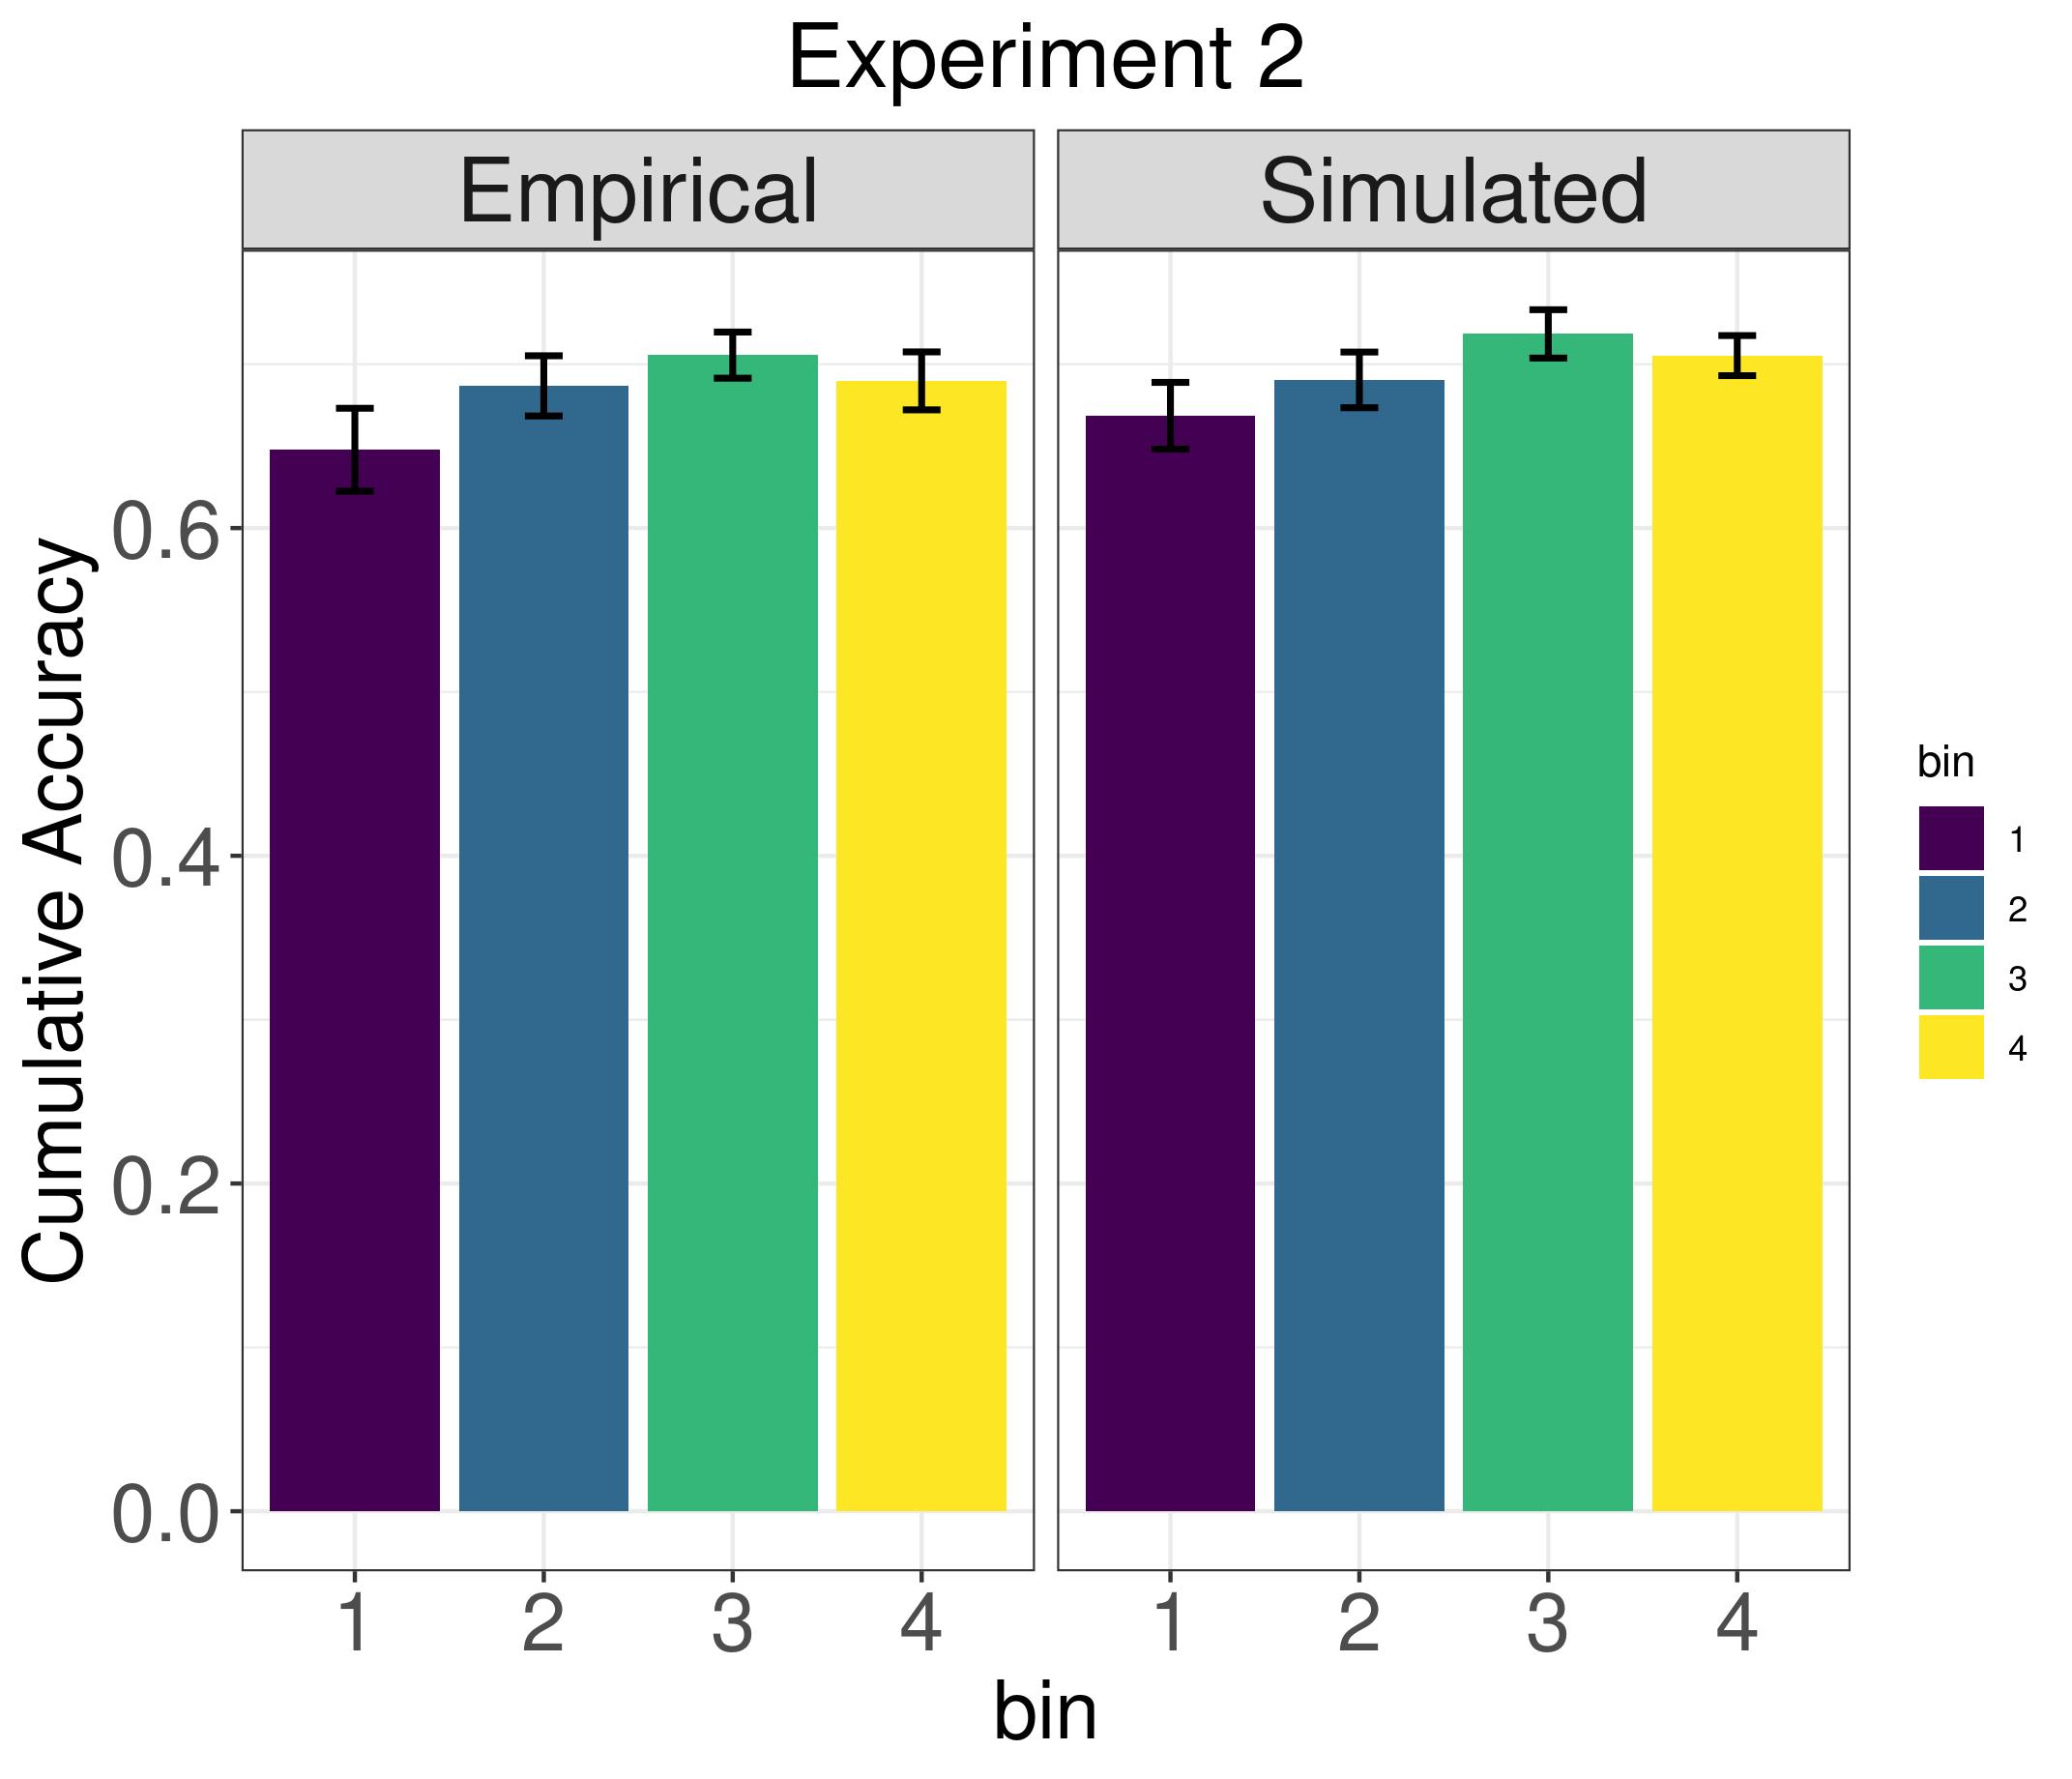 Experiment 2
Empirical
Simulated
Cumulative Accuracy
0.6
0.4
0.2
0.0
1 2 3 4
1 2 3 4
bin
bin
1
2
3
4